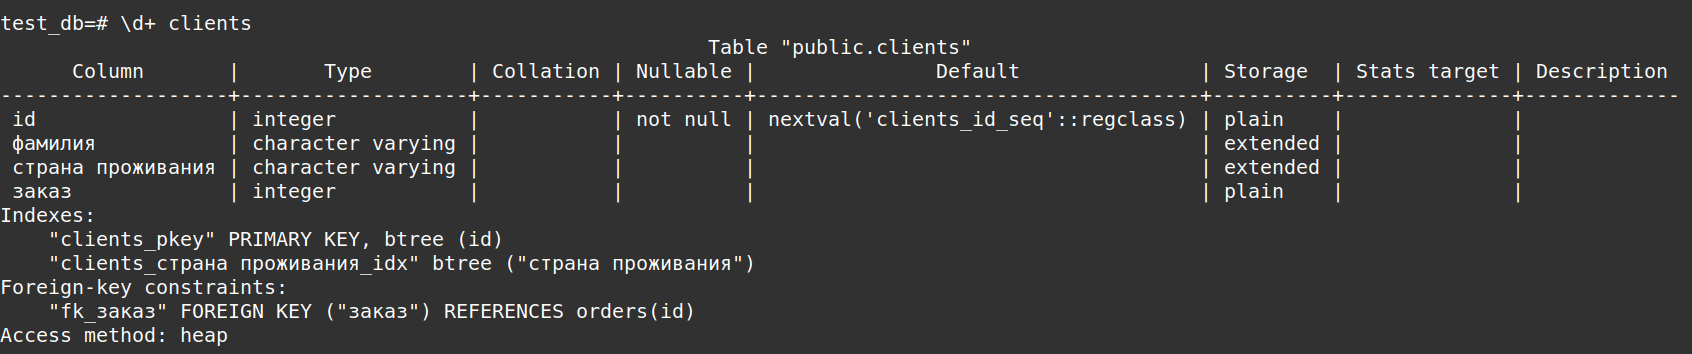 test_db=# \d+ clients
                                                           Table "public.clients"
      Column       |       Type        | Collation | Nullable |               Default               | Storage  | Stats target | Description 
-------------------+-------------------+-----------+----------+-------------------------------------+----------+--------------+-------------
 id                | integer           |           | not null | nextval('clients_id_seq'::regclass) | plain    |              | 
 фамилия           | character varying |           |          |                                     | extended |              | 
 страна проживания | character varying |           |          |                                     | extended |              | 
 заказ             | integer           |           |          |                                     | plain    |              | 
Indexes:
    "clients_pkey" PRIMARY KEY, btree (id)
    "clients_страна проживания_idx" btree ("страна проживания")
Foreign-key constraints:
    "fk_заказ" FOREIGN KEY ("заказ") REFERENCES orders(id)
Access method: heap